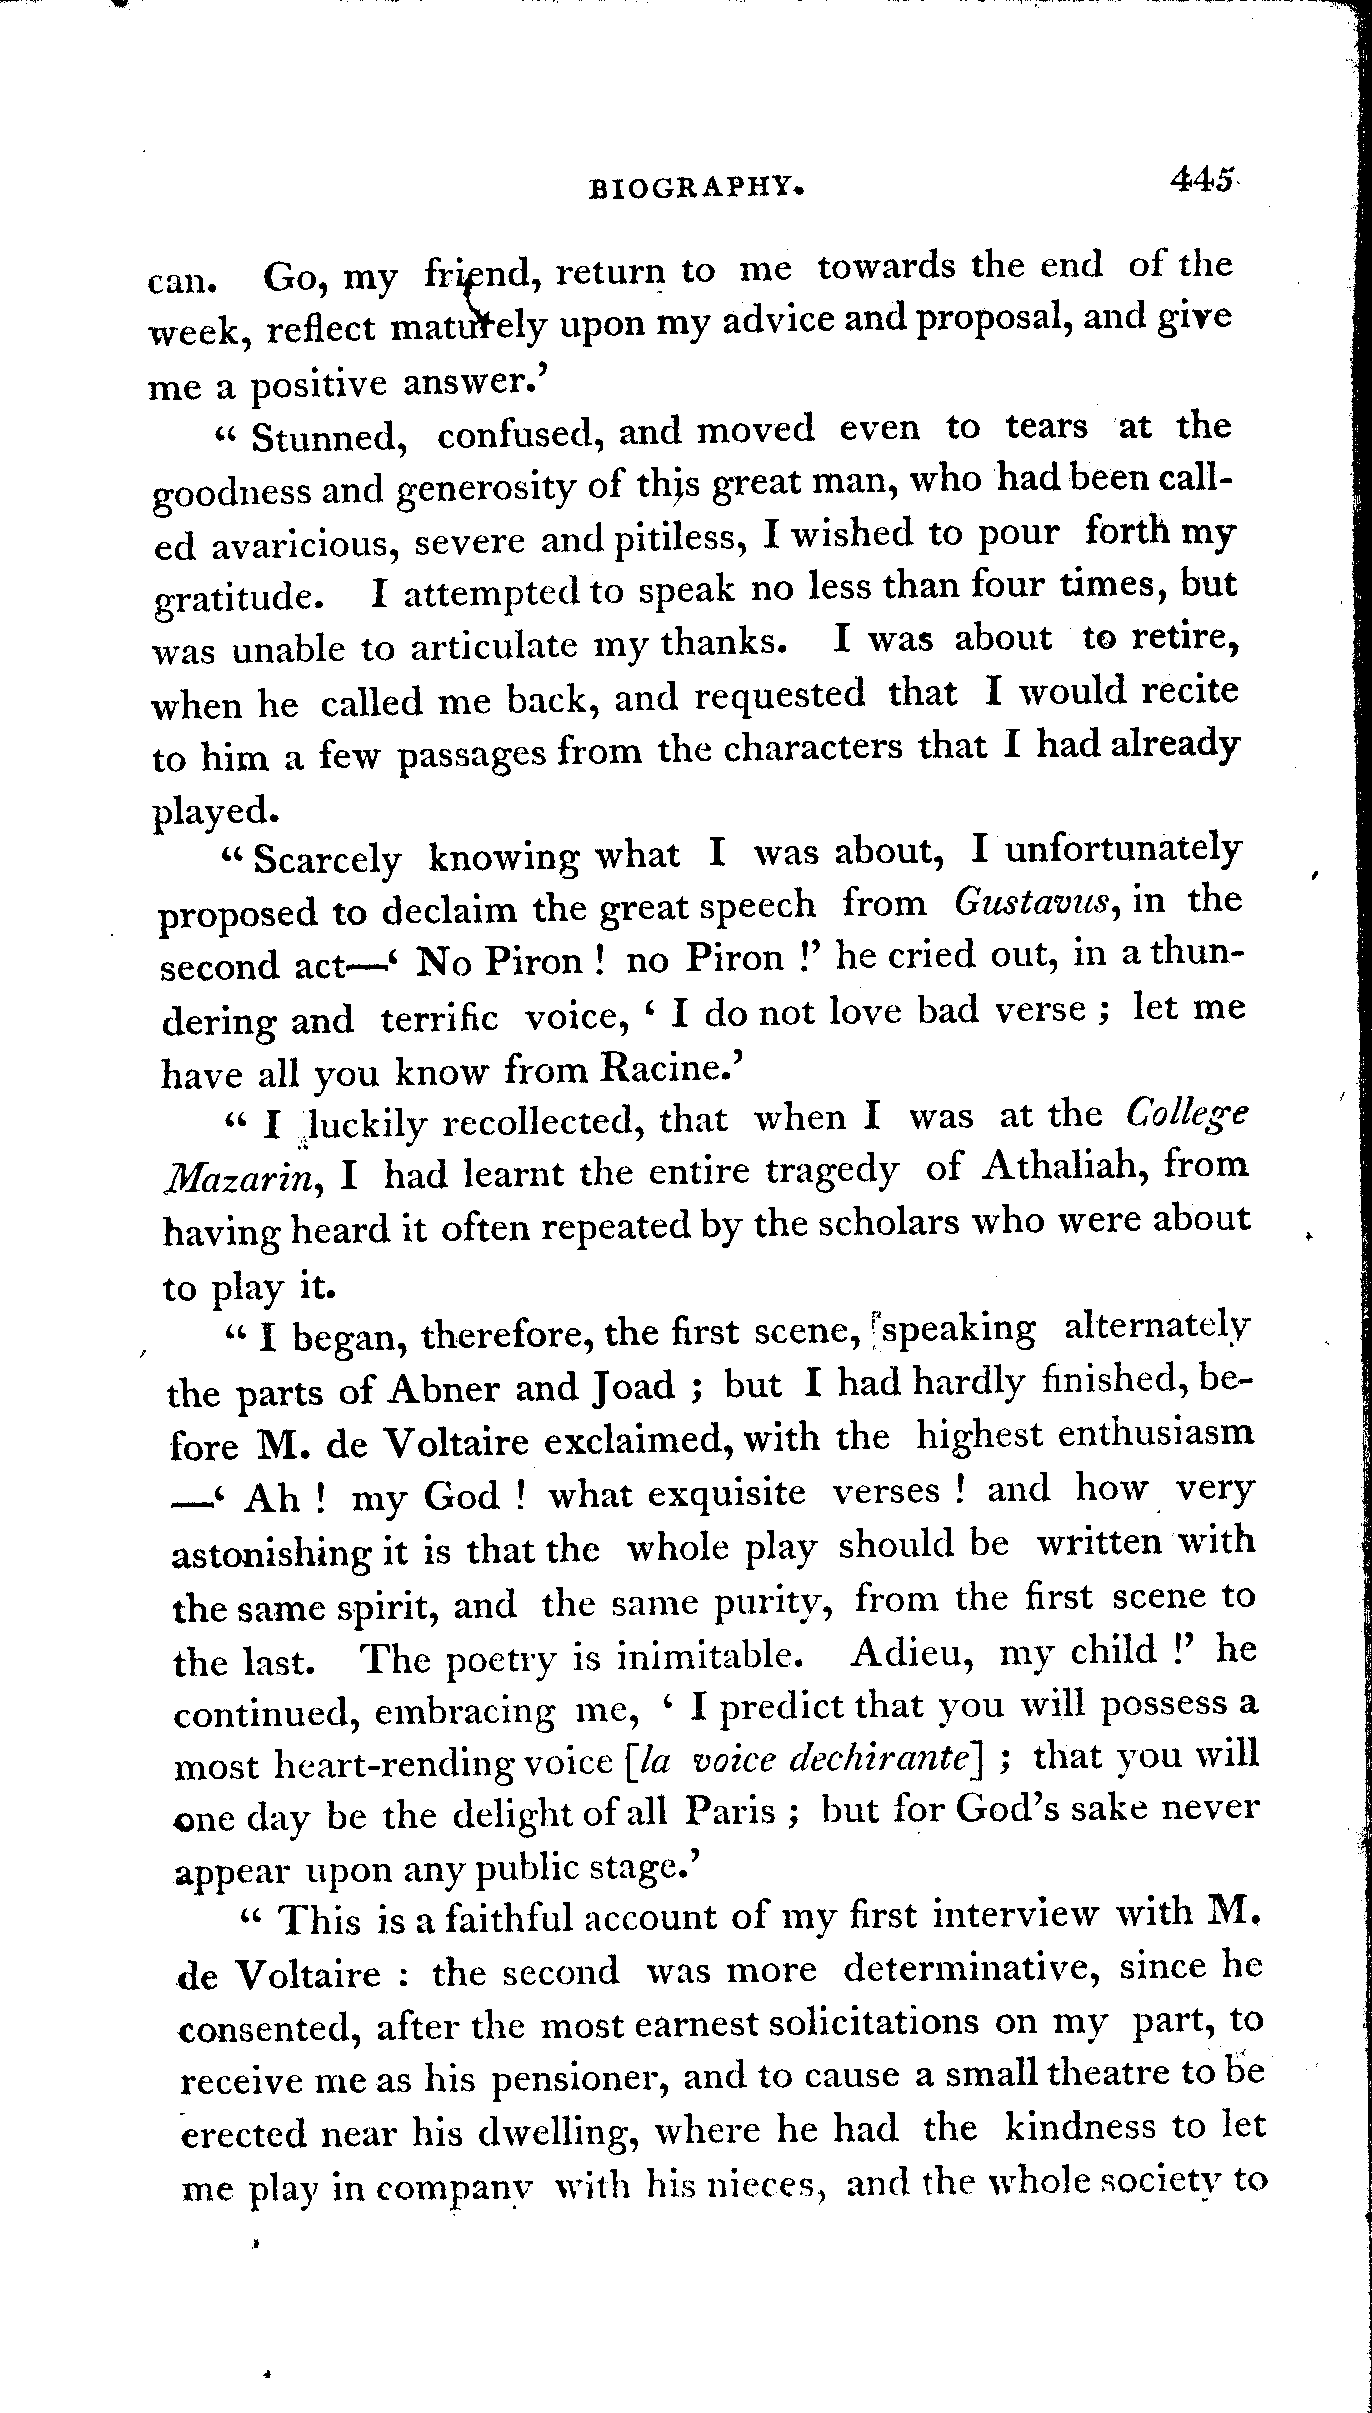 BIOGRAPHY. 445
can. Go, my friend, return to me towards the end of the
week, reflect maturely upon my advice and proposal, and give
me a positive answer.’
“ Stunned, confused, and moved even to tears at the
goodness and generosity of this great man, who had been call-
ed avaricious, severe and pitiless, I wished to pour forth my
gratitude. I attempted to speak no less than four times, but
was unable to articulate my thanks. I was about to retire,
when he called me back, and requested that I would recite
to him a few passages from the characters that I had already
played.
“ Scarcely knowing what I was about, I unfortunately
proposed to declaim the great speech from Gustavus, in the
second act—‘ No Piron ! no Piron !’ he cried out, in a thun-
dering and terrific voice, ‘ I do not love bad verse ; let me
have all you know from Racine.’
“ I luckily recollected, that when I was at the College
Mazarin, I had learnt the entire tragedy of Athaliah, from
having heard it often repeated by the scholars who were about
to play it.
“ I began, therefore, the first scene, speaking alternately
the parts of Abner and Joad ; but I had hardly finished, be-
fore M. de Voltaire exclaimed, with the highest enthusiasm
—‘ Ah ! my God ! what exquisite verses ! and how very
astonishing it is that the whole play should be written with
the same spirit, and the same purity, from the first scene to
the last. The poetry is inimitable. Adieu, my child !’ he
continued, embracing me, ‘ I predict that you will possess a
most heart-rending voice [la voice dechirante] ; that you will
one day be the delight of all Paris ; but for God’s sake never
appear upon any public stage.’
“ This is a faithful account of my first interview with M.
de Voltaire : the second was more determinative, since he
consented, after the most earnest solicitations on my part, to
receive me as his pensioner, and to cause a small theatre to be
erected near his dwelling, where he had the kindness to let
me play in company with his nieces, and the whole society to